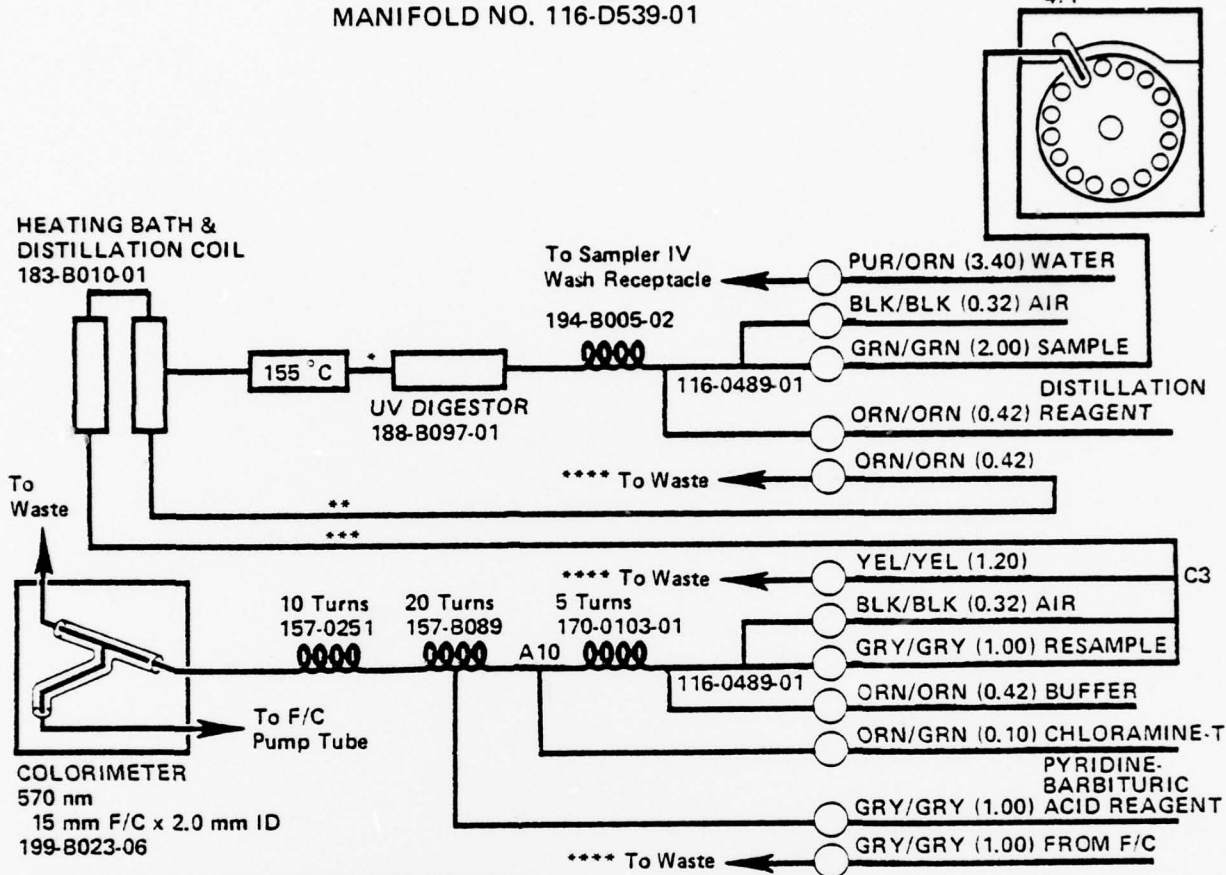 MANIFOLD NO. 116-D539-01
HEATING BATH &
DISTILLATION COIL
183-B010-01
To Sampler IV
Wash Receptacle
194-B005-02
PUR/ORN (3.40) WATER
BLK/BLK (0.32) AIR
GRN/GRN (2.00) SAMPLE
116-0489-01
155 °C
*
UV DIGESTOR
188-B097-01
DISTILLATION
ORN/ORN (0.42) REAGENT
ORN/ORN (0.42)
**** To Waste
**
***
To
Waste
YEL/YEL (1.20)
**** To Waste
C3
BLK/BLK (0.32) AIR
10 Turns
157-0251
20 Turns
157-B089
5 Turns
170-0103-01
A10
GRY/GRY (1.00) RESAMPLE
116-0489-01
ORN/ORN (0.42) BUFFER
ORN/GRN (0.10) CHLORAMINE-T
To F/C
Pump Tube
PYRIDINE-
BARBITURIC
GRY/GRY (1.00) ACID REAGENT
COLORIMETER
570 nm
15 mm F/C x 2.0 mm ID
199-B023-06
GRY/GRY (1.00) FROM F/C
**** To Waste